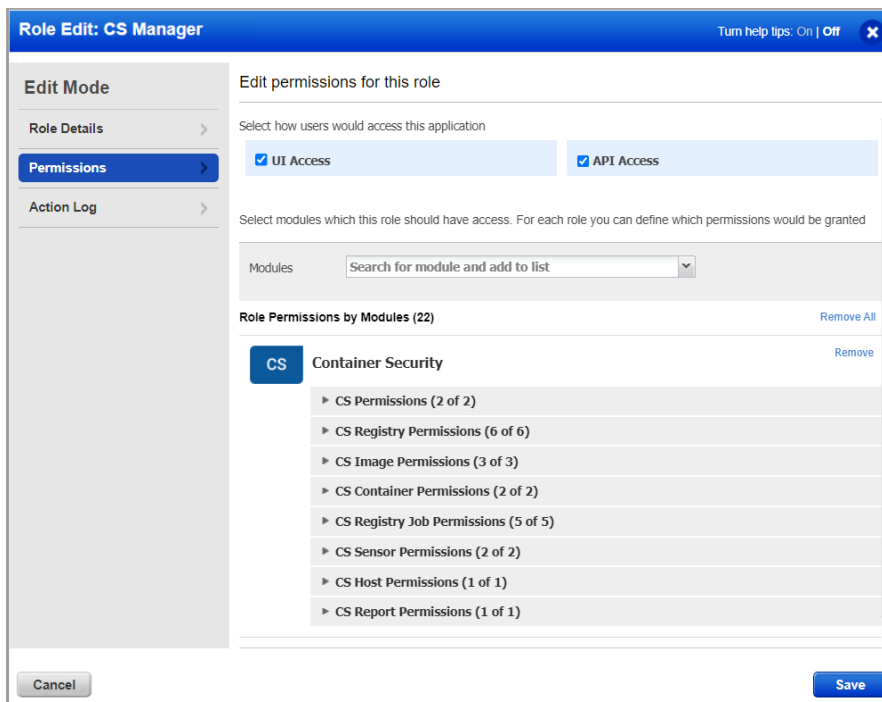 Role Edit: CS Manager
Turn help tips: On | Off
Edit Mode
Role Details
Permissions
Action Log
Edit permissions for this role
Select how users would access this application
UI Access
API Access
Select modules which this role should have access. For each role you can define which permissions would be granted
Modules
Search for module and add to list
Role Permissions by Modules (22)
Remove All
CS
Container Security
Remove
CS Permissions (2 of 2)
CS Registry Permissions (6 of 6)
CS Image Permissions (3 of 3)
CS Container Permissions (2 of 2)
CS Registry Job Permissions (5 of 5)
CS Sensor Permissions (2 of 2)
CS Host Permissions (1 of 1)
CS Report Permissions (1 of 1)
Cancel
Save